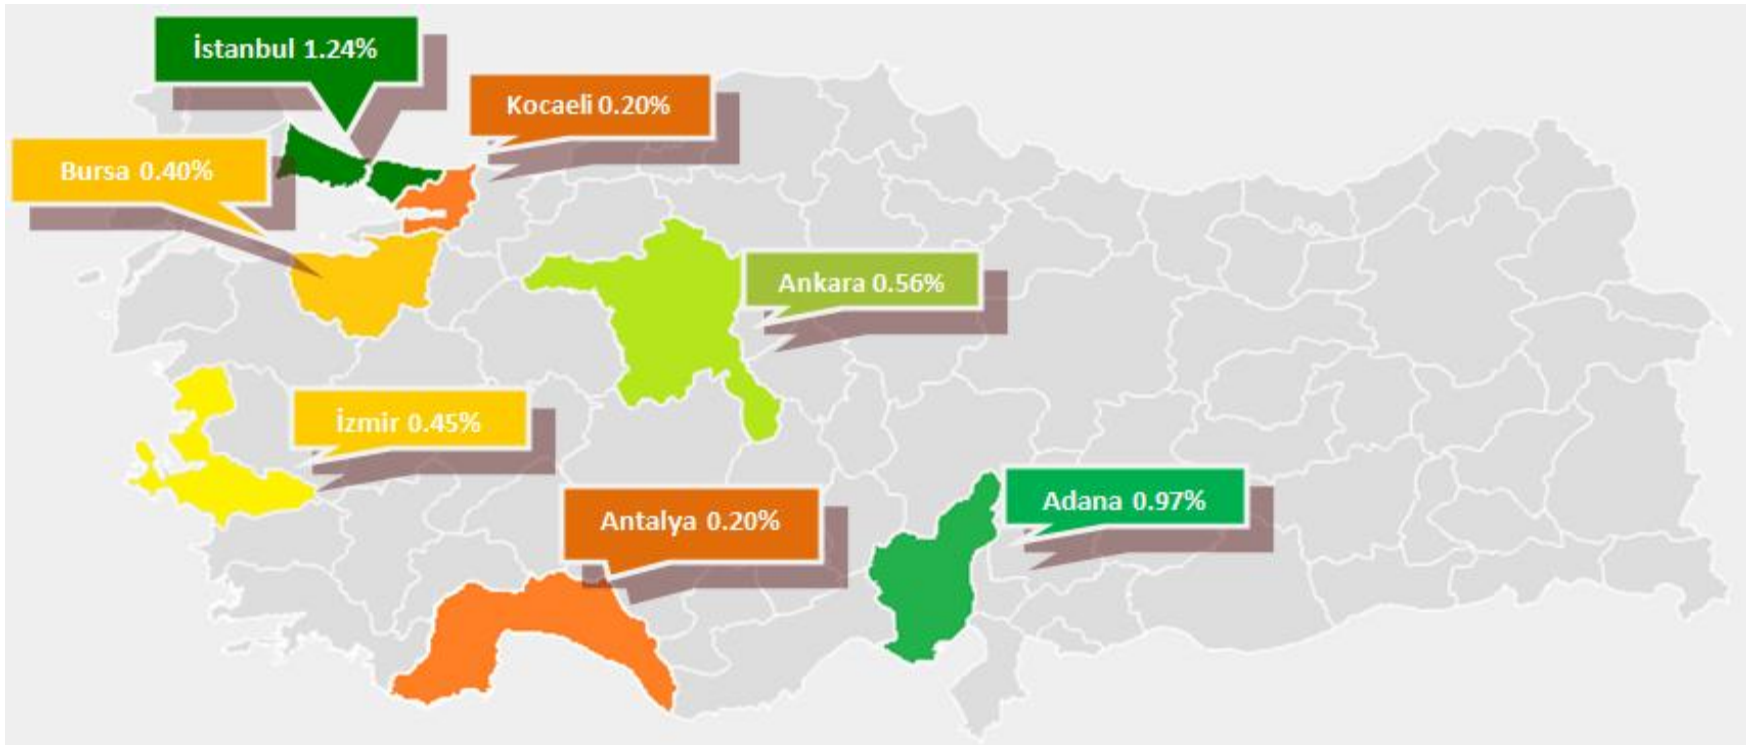 İstanbul 1.24%
Kocaeli 0.20%
Bursa 0.40%
Ankara 0.56%
İzmir 0.45%
Antalya 0.20%
Adana 0.97%